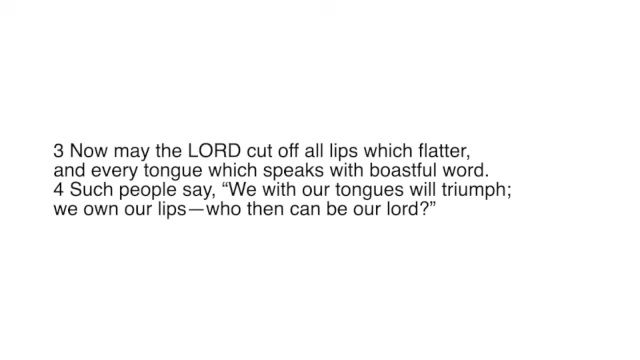 3 Now may the LORD cut off all lips which flatter,
and every tongue which speaks with boastful word.
4 Such people say, “We with our tongues will triumph;
we own our lips—who then can be our lord?”